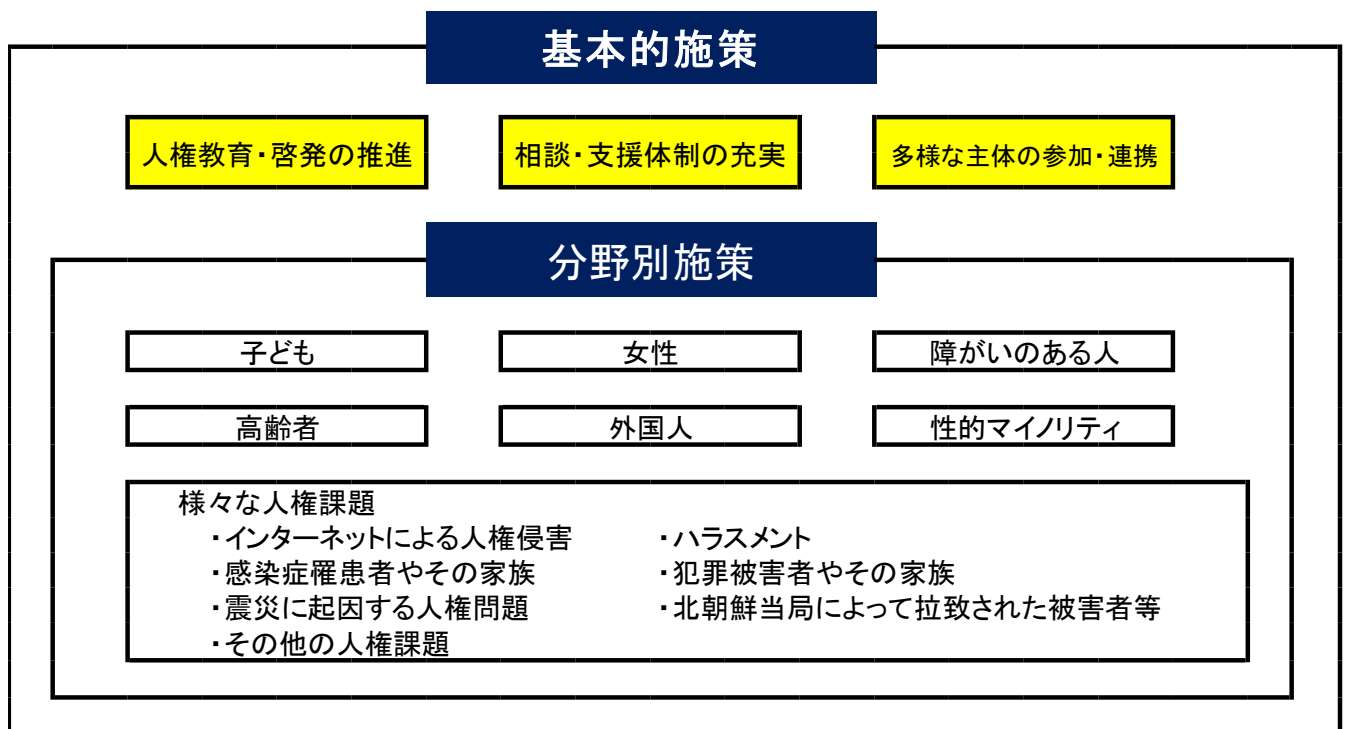 基本的施策
人権教育・啓発の推進 相談・支援体制の充実 多様な主体の参加・連携
分野別施策
子ども 女性 障がいのある人
高齢者 外国人 性的マイノリティ
様々な人権課題
・インターネットによる人権侵害 ・ハラスメント
・感染症罹患者やその家族 ・犯罪被害者やその家族
・震災に起因する人権問題 ・北朝鮮当局によって拉致された被害者等
・その他の人権課題